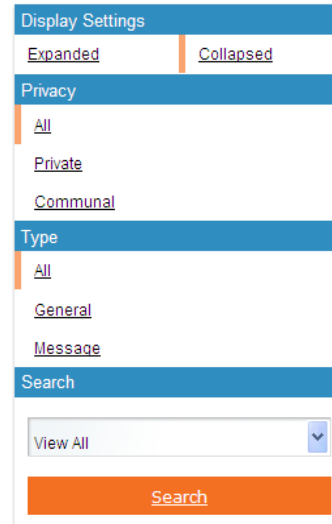 Display Settings
Expanded Collapsed
Privacy
All
Private
Communal
Type
All
General
Message
Search
View All
Search